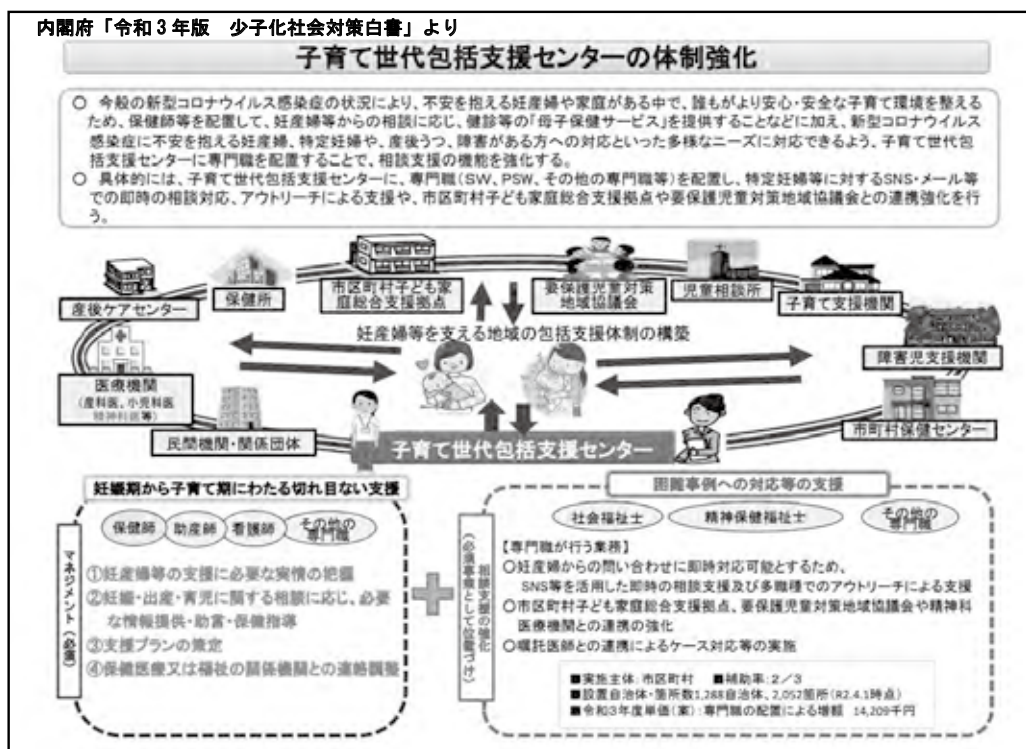 内閣府「令和3年版　少子化社会対策白書」より
子育て世代包括支援センターの体制強化
○ 今般の新型コロナウイルス感染症の状況により、不安を抱える妊産婦や家庭がある中で、誰もがより安心・安全な子育て環境を整える
ため、保健師等を配置して、妊産婦等からの相談に応じ、健診等の「母子保健サービス」を提供することなどに加え、新型コロナウイルス
感染症に不安を抱える妊産婦、特定妊婦や、産後うつ、障害がある方への対応といった多様なニーズに対応できるよう、子育て世代包
括支援センターに専門職を配置することで、相談支援の機能を強化する。
○ 具体的には、子育て世代包括支援センターに、専門職（SW、PSW、その他の専門職等）を配置し、特定妊婦等に対するSNS・メール等
での即時の相談対応、アウトリーチによる支援や、市区町村子ども家庭総合支援拠点や要保護児童対策地域協議会との連携強化を行
う。
産後ケアセンター
保健所
市区町村子ども家
庭総合支援拠点
要保護児童対策
地域協議会
児童相談所
子育て支援機関
障害児支援機関
妊産婦等を支える地域の包括支援体制の構築
医療機関
（産科医、小児科医
精神科医等）
民間機関・関係団体
子育て世代包括支援センター
市町村保健センター
妊娠期から子育て期にわたる切れ目ない支援
保健師
助産師
看護師
その他の
専門職
マネジメント（必須）
①妊産婦等の支援に必要な実情の把握
②妊娠・出産・育児に関する相談に応じ、必要
な情報提供・助言・保健指導
③支援プランの策定
④保健医療又は福祉の関係機関との連絡調整
困難事例への対応等の支援
社会福祉士
精神保健福祉士
その他の
専門職
相談支援の強化
（必須事業として位置づけ）
【専門職が行う業務】
○妊産婦からの問い合わせに即時対応可能とするため、
SNS等を活用した即時の相談支援及び多職種でのアウトリーチによる支援
○市区町村子ども家庭総合支援拠点、要保護児童対策地域協議会や精神科
医療機関との連携の強化
○嘱託医師との連携によるケース対応等の実施
■実施主体：市区町村　■補助率：2／3
■設置自治体・箇所数1,288自治体、2,052箇所（R2.4.1時点）
■令和3年度単価（案）：専門職の配置による増額　14,209千円